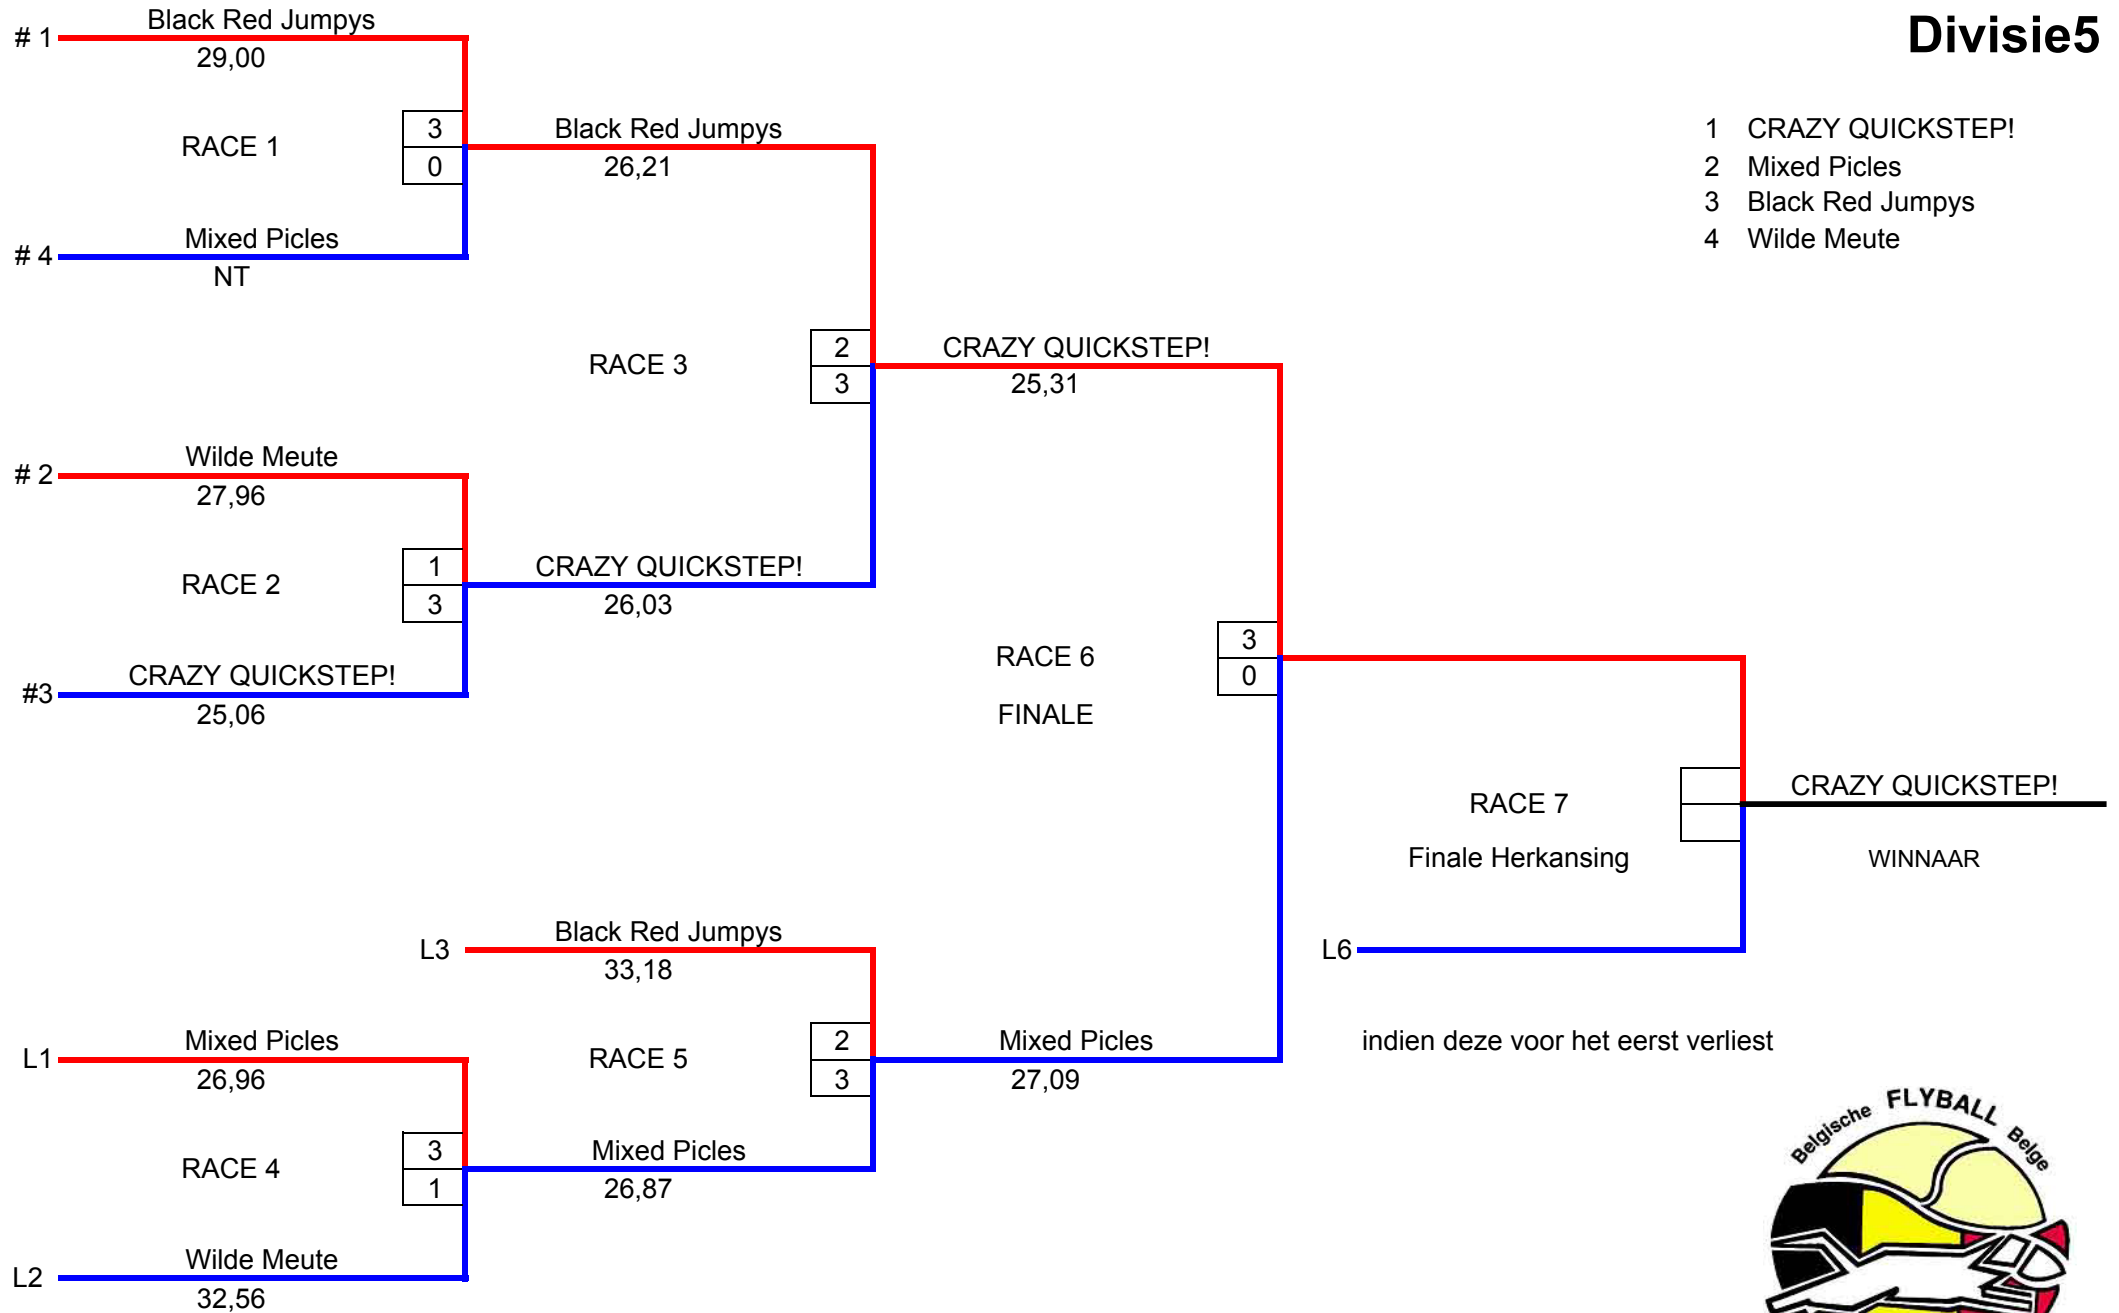 Divisie5
1 CRAZY QUICKSTEP!
2 Mixed Picles
3 Black Red Jumpys
4 Wilde Meute
# 1
Black Red Jumpys
29,00
RACE 1
3
0
# 4
Mixed Picles
NT
Black Red Jumpys
26,21
RACE 3
2
3
CRAZY QUICKSTEP!
25,31
# 2
Wilde Meute
27,96
RACE 2
1
3
#3
CRAZY QUICKSTEP!
25,06
CRAZY QUICKSTEP!
26,03
RACE 6
3
0
FINALE
RACE 7
Finale Herkansing
CRAZY QUICKSTEP!
WINNAAR
L3
Black Red Jumpys
33,18
L6
indien deze voor het eerst verliest
L1
Mixed Picles
26,96
RACE 5
2
3
Mixed Picles
27,09
RACE 4
3
1
Mixed Picles
26,87
L2
Wilde Meute
32,56
Belgische FLYBALL Belge